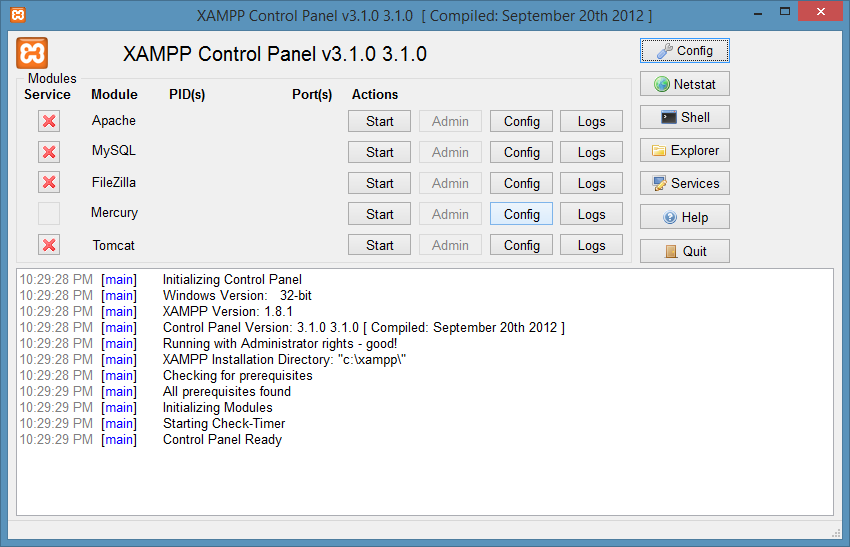 XAMPP Control Panel v3.1.0 3.1.0 [ Compiled: September 20th 2012 ]
XAMPP Control Panel v3.1.0 3.1.0
Config
Modules
Service Module PID(s) Port(s) Actions
Netstat
Apache Start Admin Config Logs
Shell
MySQL Start Admin Config Logs
Explorer
FileZilla Start Admin Config Logs
Services
Mercury Start Admin Config Logs
Help
Tomcat Start Admin Config Logs
Quit
10:29:28 PM [main] Initializing Control Panel
10:29:28 PM [main] Windows Version: 32-bit
10:29:28 PM [main] XAMPP Version: 1.8.1
10:29:28 PM [main] Control Panel Version: 3.1.0 3.1.0 [ Compiled: September 20th 2012 ]
10:29:28 PM [main] Running with Administrator rights - good!
10:29:28 PM [main] XAMPP Installation Directory: "c:\xampp\"
10:29:28 PM [main] Checking for prerequisites
10:29:29 PM [main] All prerequisites found
10:29:29 PM [main] Initializing Modules
10:29:29 PM [main] Starting Check-Timer
10:29:29 PM [main] Control Panel Ready